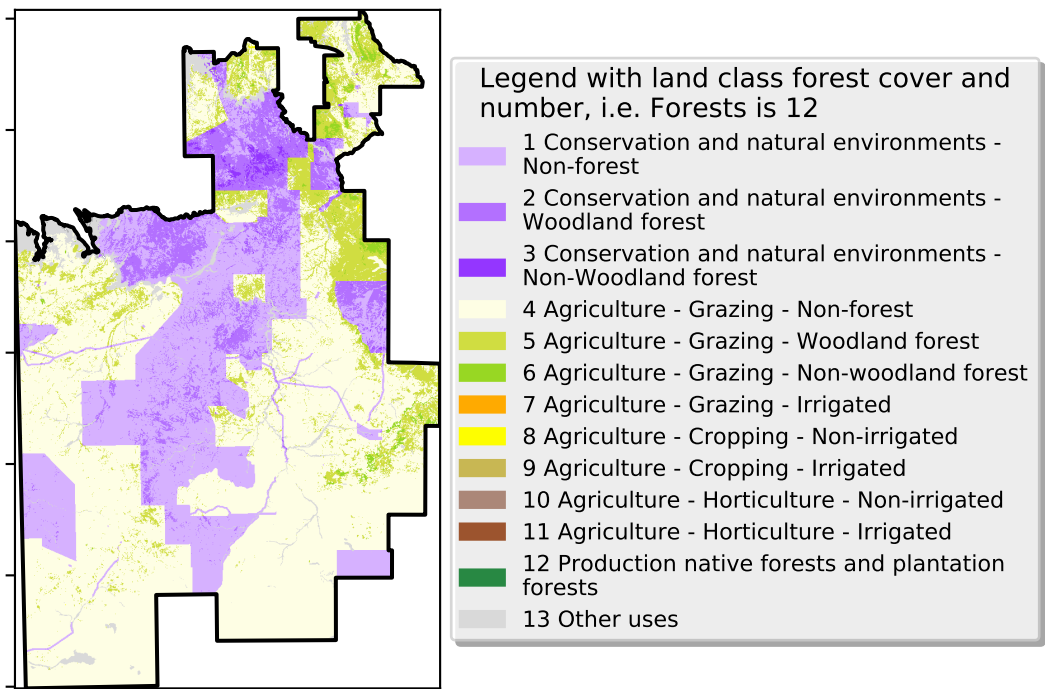 Legend with land class forest cover and
number, i.e. Forests is 12
1 Conservation and natural environments -
Non-forest
2 Conservation and natural environments -
Woodland forest
3 Conservation and natural environments -
Non-Woodland forest
4 Agriculture - Grazing - Non-forest
5 Agriculture - Grazing - Woodland forest
6 Agriculture - Grazing - Non-woodland forest
7 Agriculture - Grazing - Irrigated
8 Agriculture - Cropping - Non-irrigated
9 Agriculture - Cropping - Irrigated
10 Agriculture - Horticulture - Non-irrigated
11 Agriculture - Horticulture - Irrigated
12 Production native forests and plantation
forests
13 Other uses